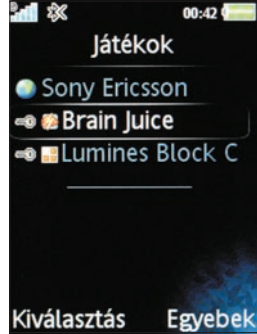 00:42
Játékok
Sony Ericsson
Brain Juice
Lumines Block C
Kiválasztás Egyebek